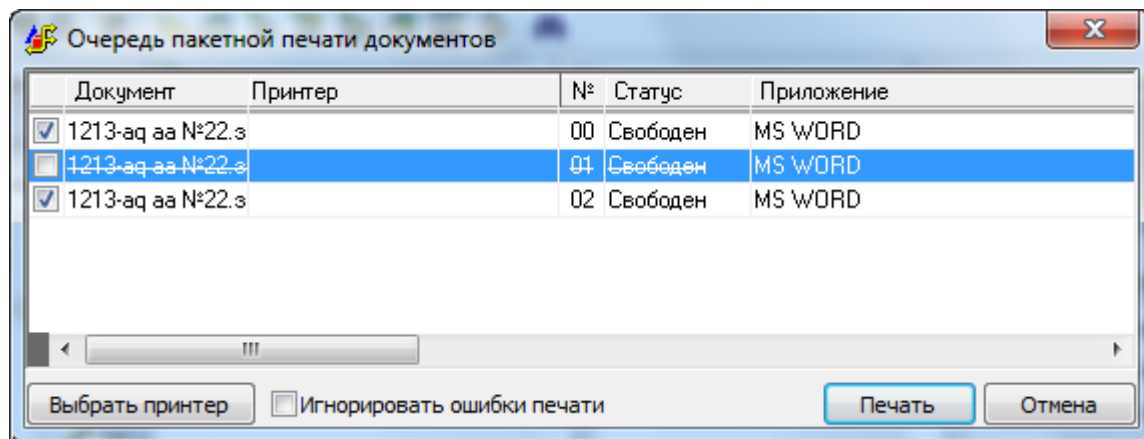 Очередь пакетной печати документов
Документ Принтер № Статус Приложение
1213-aq aa №22.з 00 Свободен MS WORD
1213-aq aa №22.з 01 Свободен MS WORD
1213-aq aa №22.з 02 Свободен MS WORD
Выбрать принтер Игнорировать ошибки печати Печать Отмена